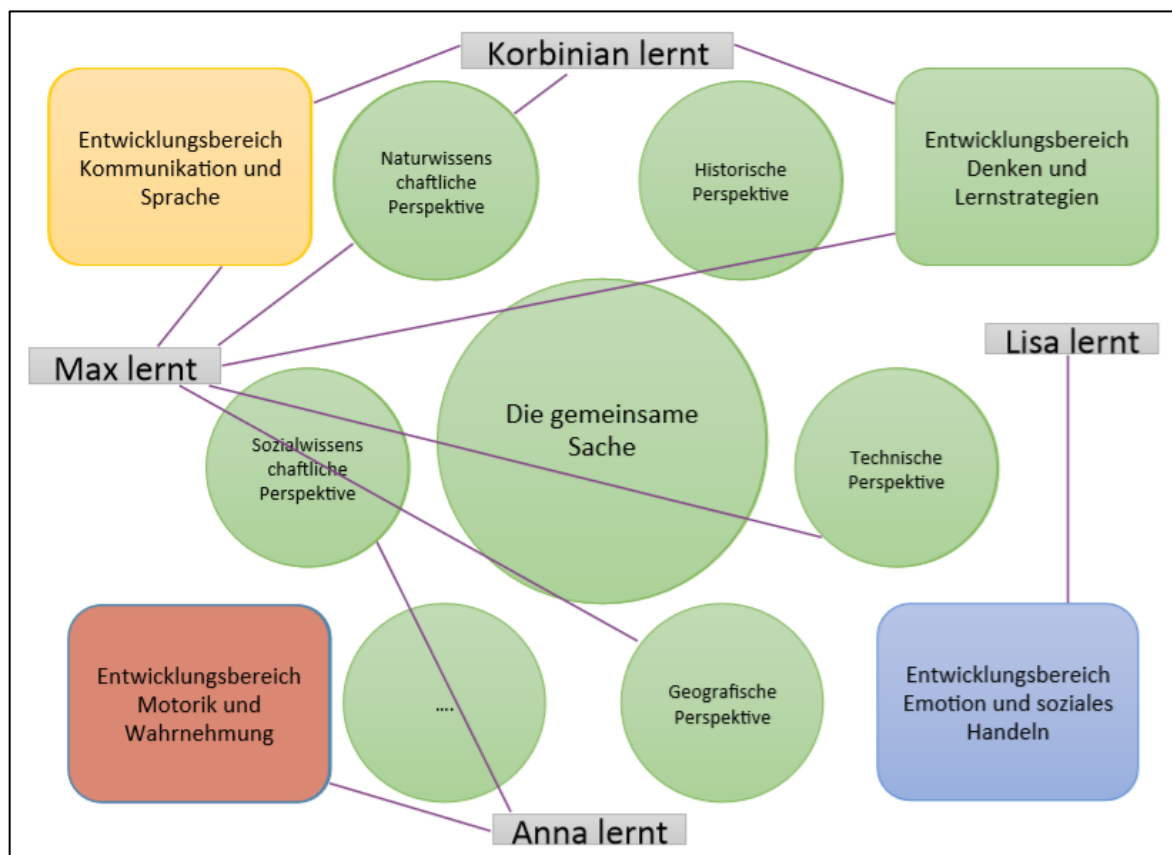 Korbinian lernt
Entwicklungsbereich
Kommunikation und
Sprache
Naturwissens
chaftliche
Perspektive
Historische
Perspektive
Entwicklungsbereich
Denken und
Lernstrategien
Max lernt
Lisa lernt
Die gemeinsame
Sache
Sozialwissens
chaftliche
Perspektive
Technische
Perspektive
Entwicklungsbereich
Motorik und
Wahrnehmung
....
Geografische
Perspektive
Entwicklungsbereich
Emotion und soziales
Handeln
Anna lernt